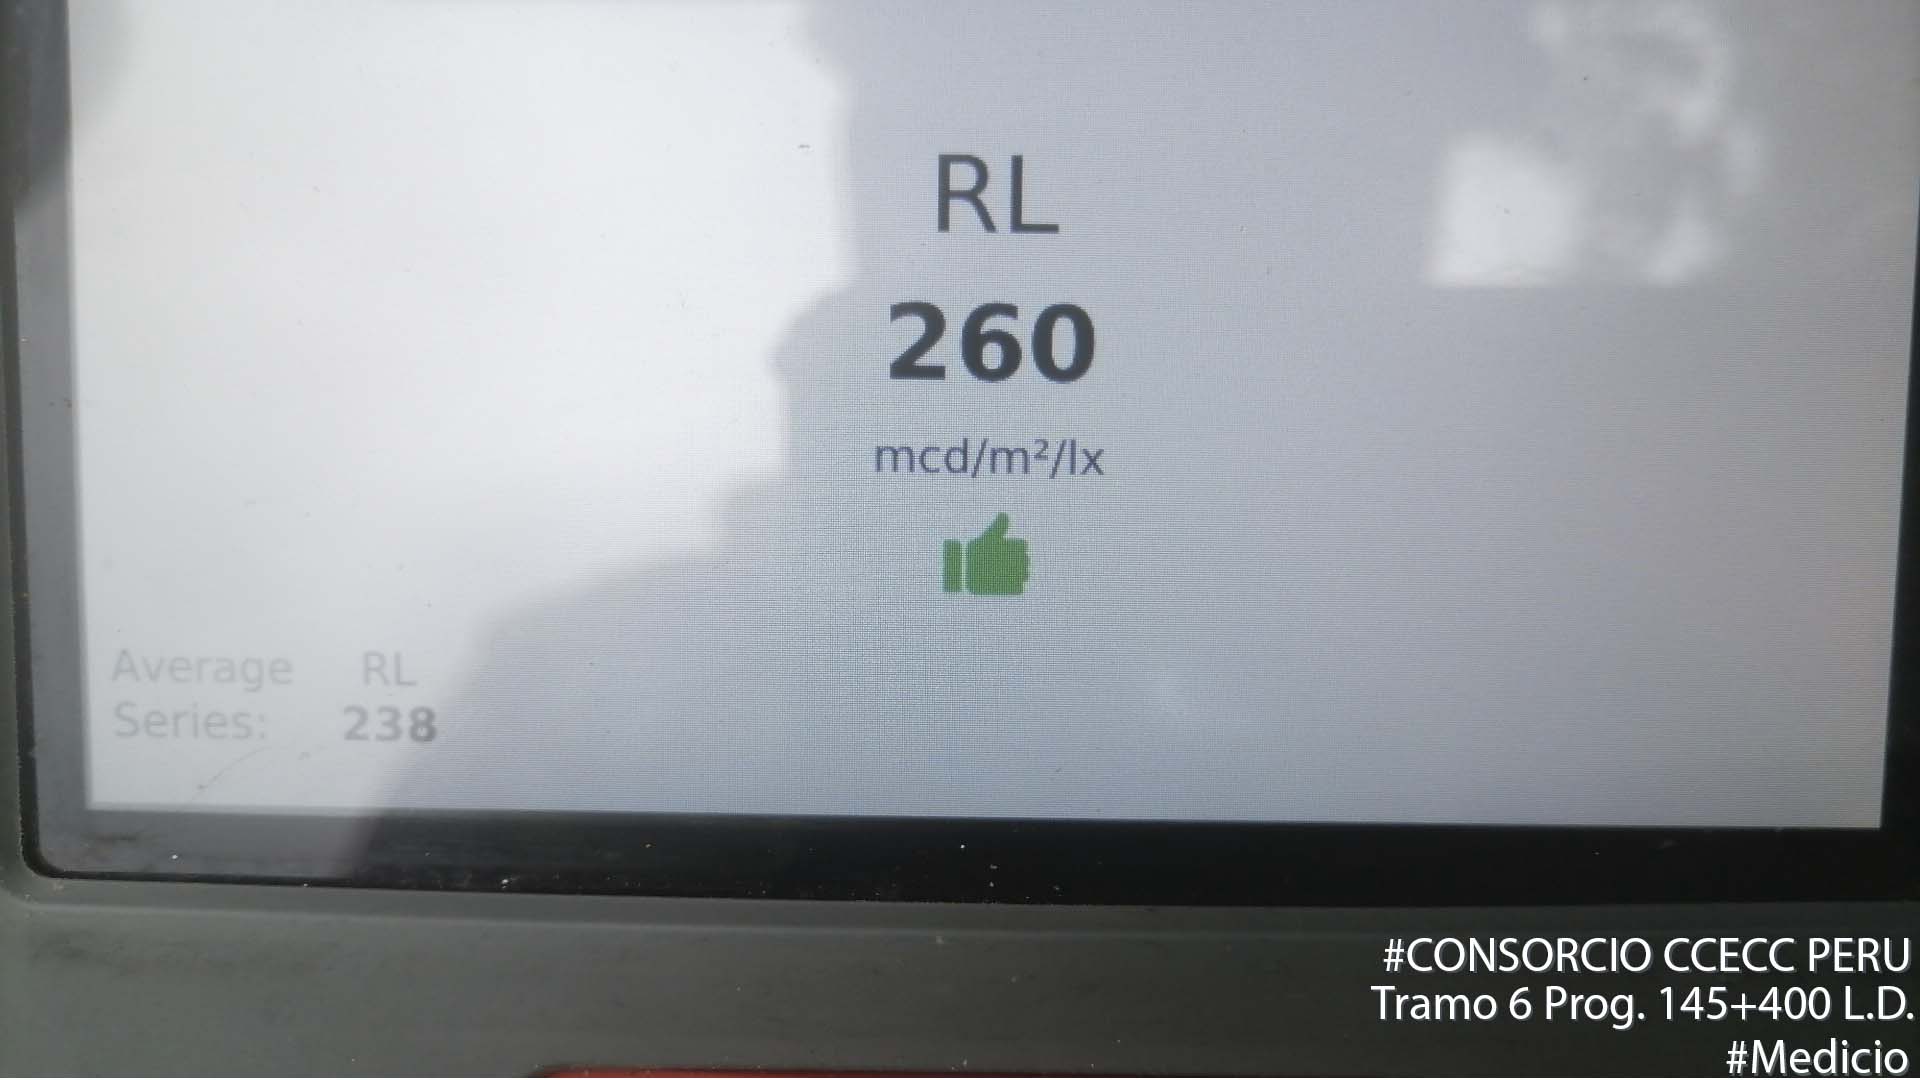 RL
260
mcd/m²/lx
Average RL
Series: 238
#CONSORCIO CCECC PERU
Tramo 6 Prog. 145+400 L.D.
#Medicio